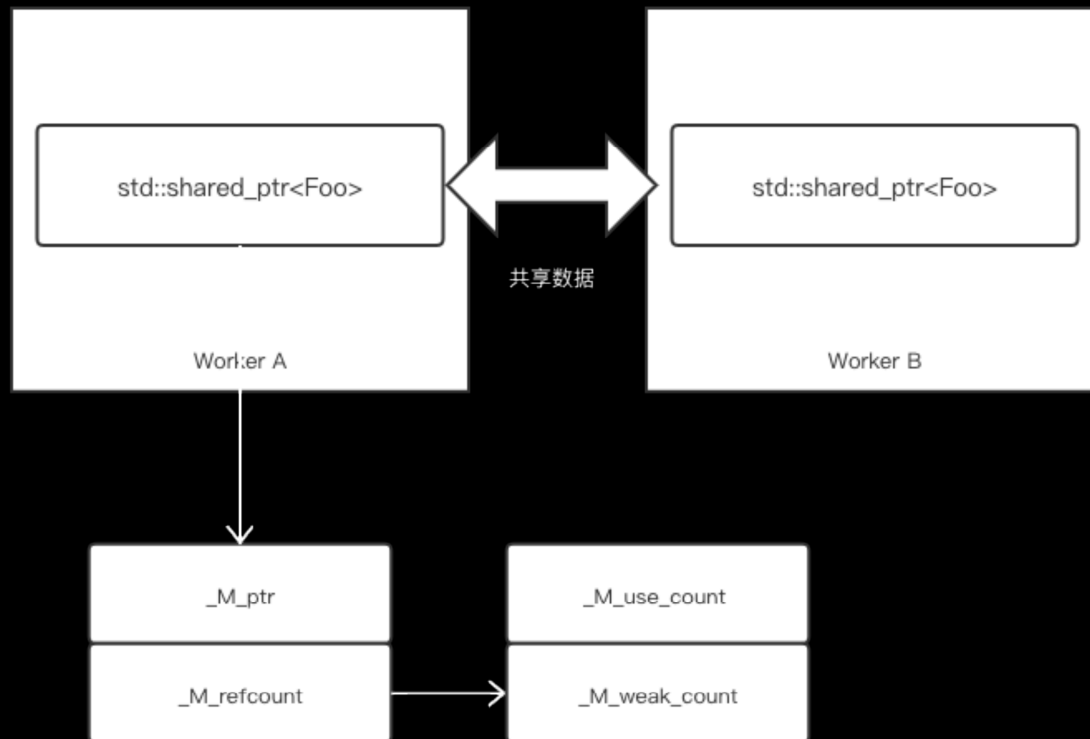 std::shared_ptr<Foo>
std::shared_ptr<Foo>
共享数据
Worker A
Worker B
_M_ptr
_M_use_count
_M_refcount
_M_weak_count